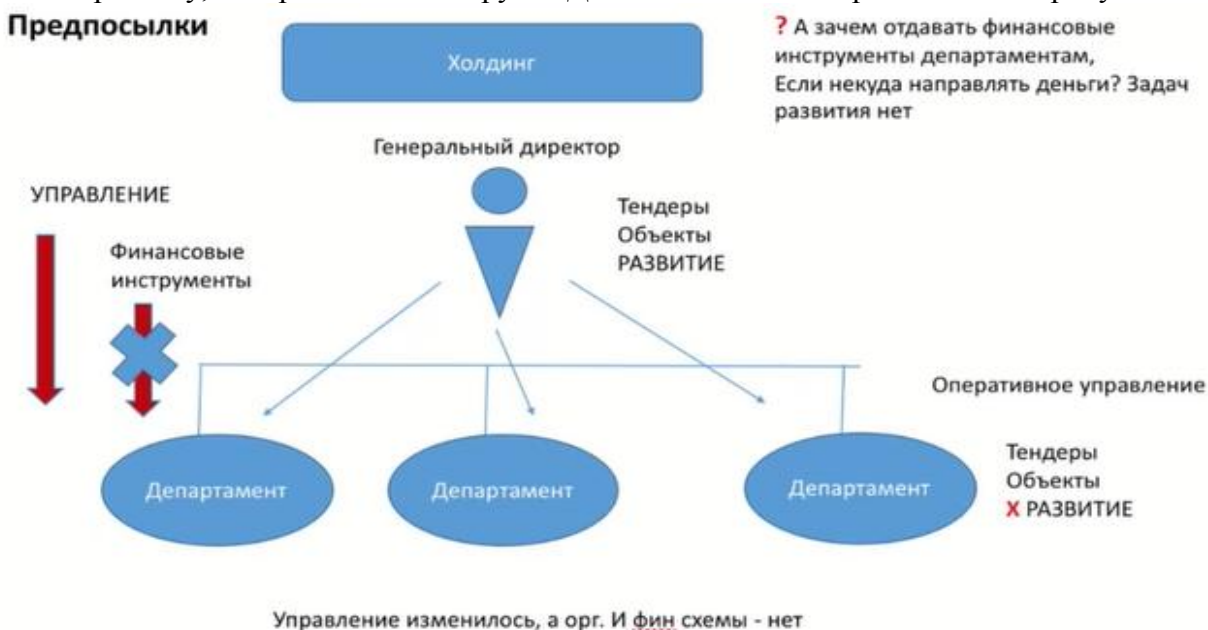 Предпосылки
Холдинг
? А зачем отдавать финансовые
инструменты департаментам,
Если некуда направлять деньги? Задач
развития нет
Генеральный директор
УПРАВЛЕНИЕ
Финансовые
инструменты
Тендеры
Объекты
РАЗВИТИЕ
Оперативное управление
Департамент
Департамент
Департамент
Тендеры
Объекты
X РАЗВИТИЕ
Управление изменилось, а орг. И фин схемы - нет